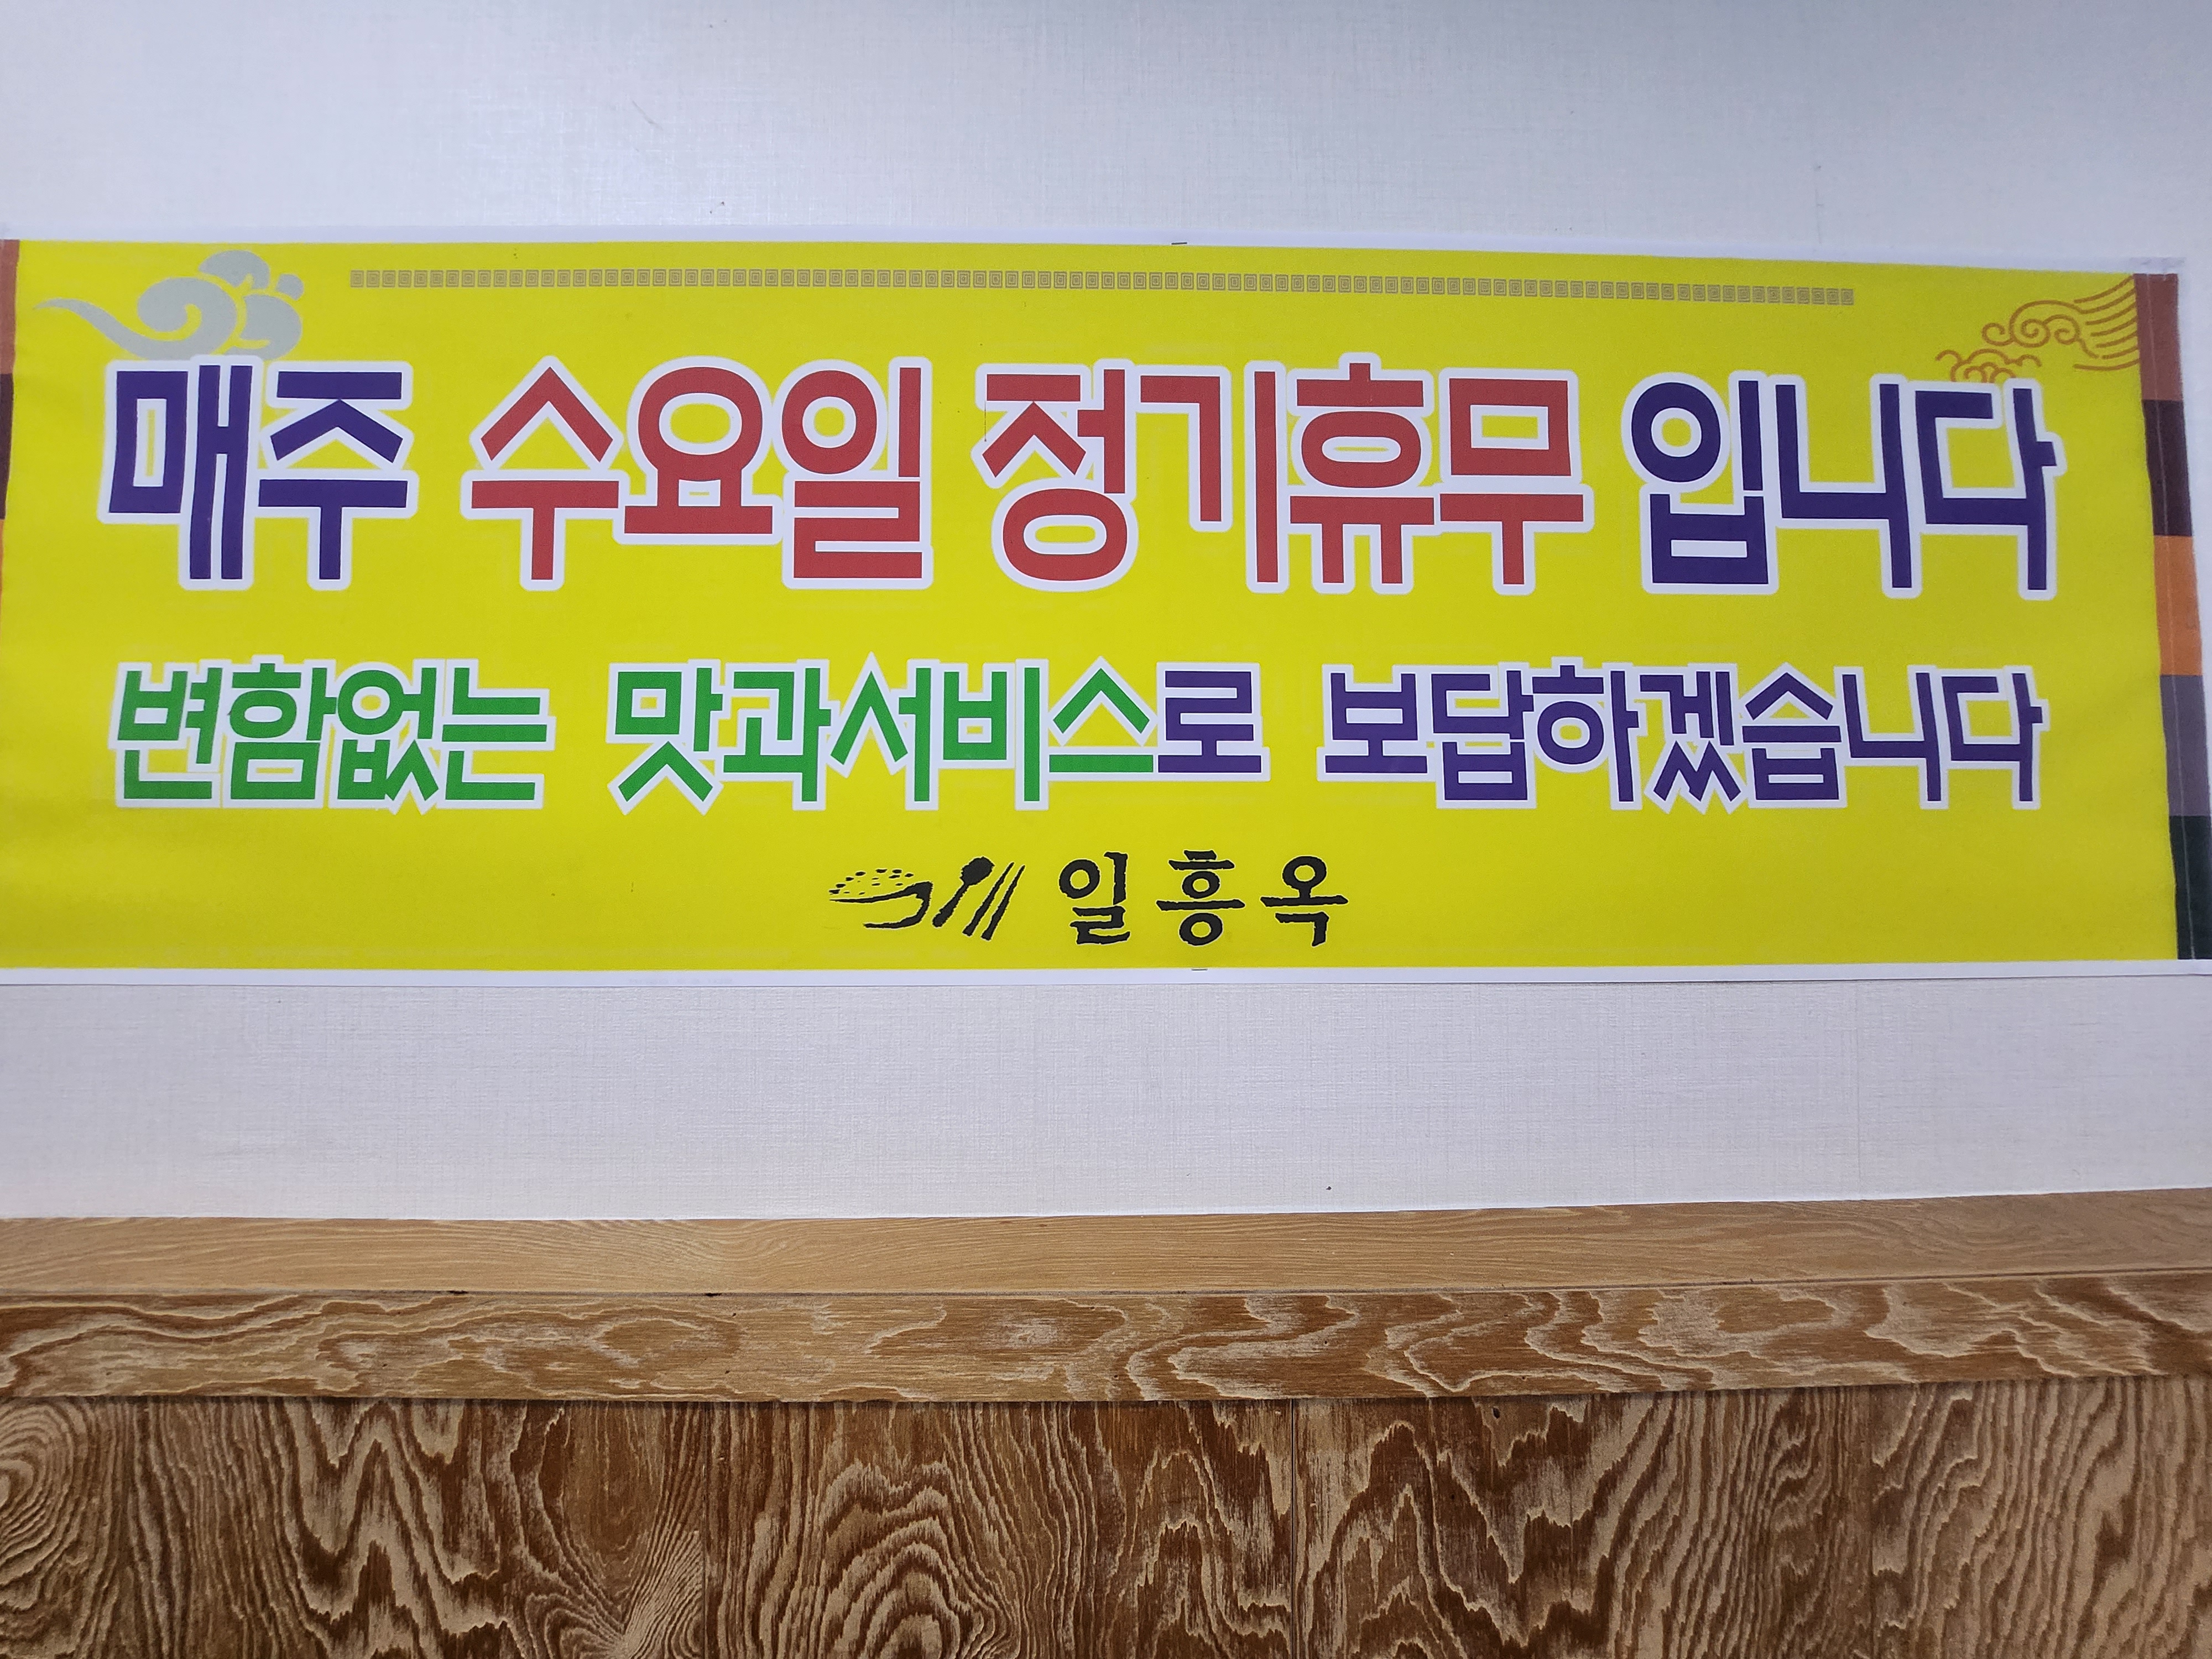 매주 수요일 정기휴무 입니다
변함없는 맛과서비스로 보답하겠습니다
일흥옥